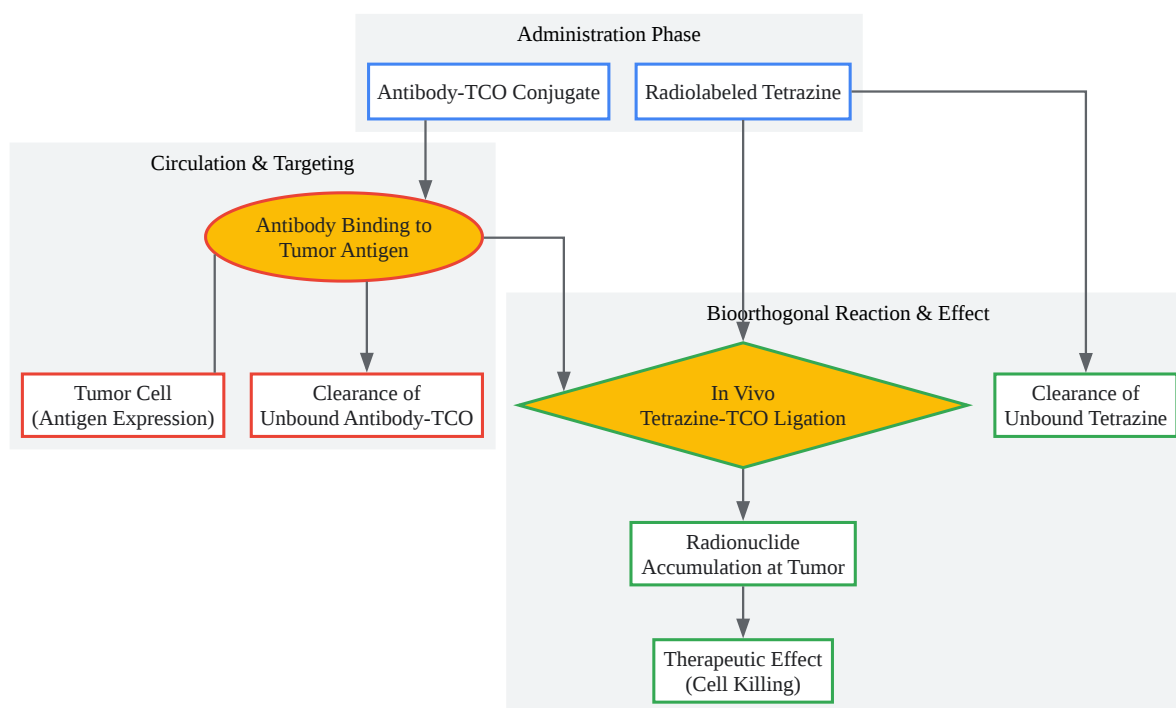 Administration Phase
Antibody-TCO Conjugate
Radiolabeled Tetrazine
Circulation & Targeting
Antibody Binding to
Tumor Antigen
Bioorthogonal Reaction & Effect
Tumor Cell
(Antigen Expression)
Clearance of
Unbound Antibody-TCO
In Vivo
Tetrazine-TCO Ligation
Clearance of
Unbound Tetrazine
Radionuclide
Accumulation at Tumor
Therapeutic Effect
(Cell Killing)